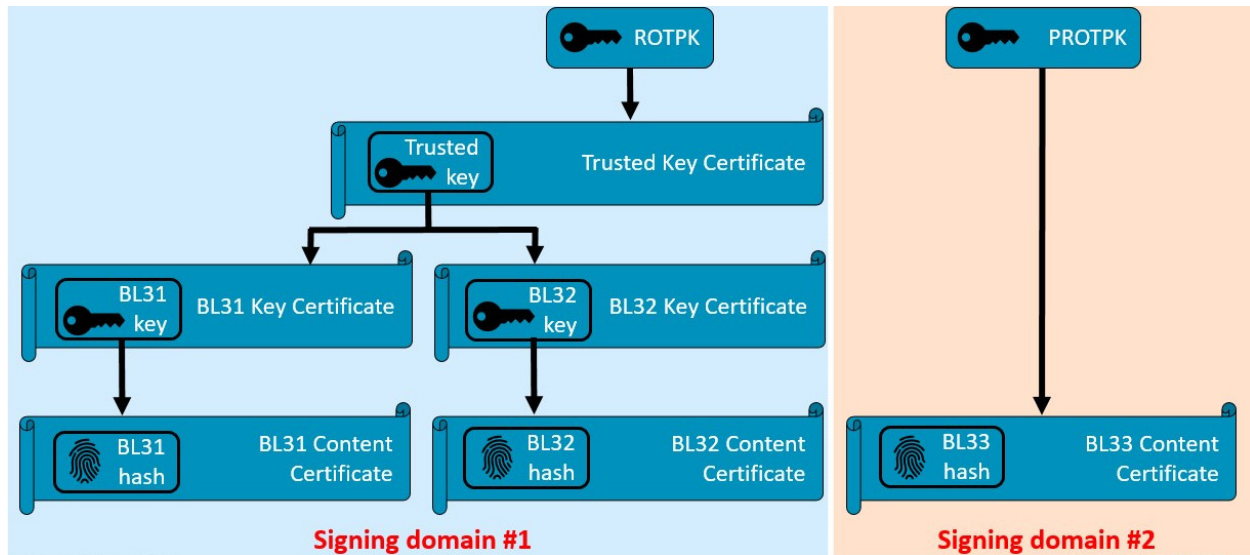 ROTPK
PROTPK
Trusted
key
Trusted Key Certificate
BL31
key
BL31 Key Certificate
BL32
key
BL32 Key Certificate
BL31
hash
BL31 Content
Certificate
BL32
hash
BL32 Content
Certificate
BL33
hash
BL33 Content
Certificate
Signing domain #1
Signing domain #2